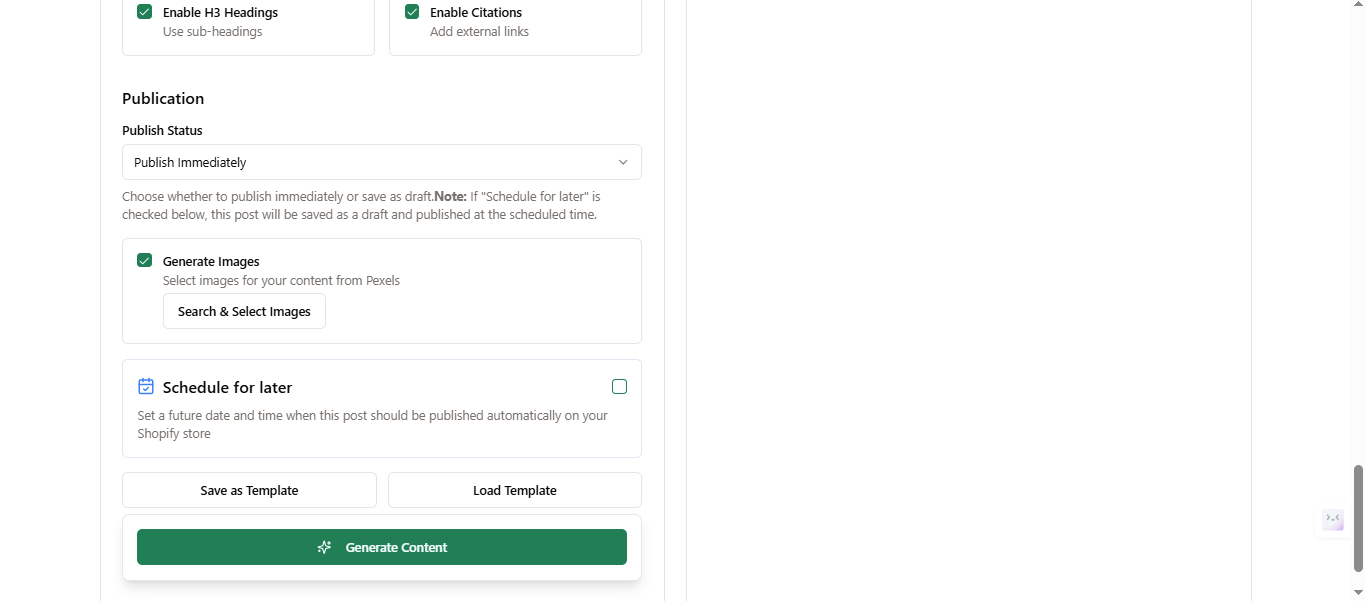 Enable H3 Headings
Use sub-headings
Enable Citations
Add external links
Publication
Publish Status
Publish Immediately
Choose whether to publish immediately or save as draft.Note: If "Schedule for later" is
checked below, this post will be saved as a draft and published at the scheduled time.
Generate Images
Select images for your content from Pexels
Search & Select Images
Schedule for later
Set a future date and time when this post should be published automatically on your
Shopify store
Save as Template
Load Template
Generate Content